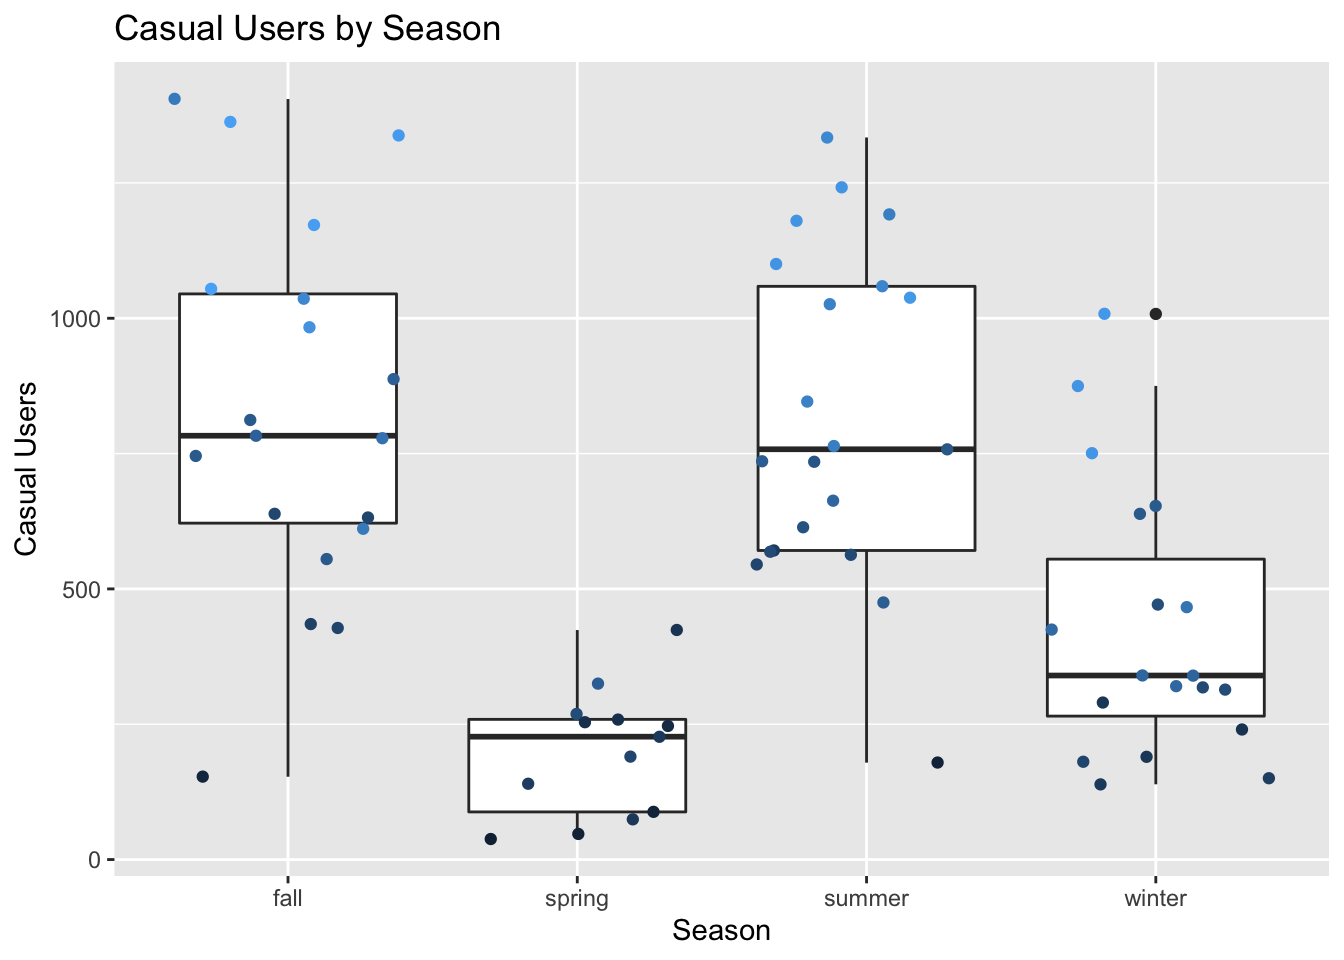 Casual Users by Season
Casual Users
1000
500
0
fall
spring
summer
winter
Season